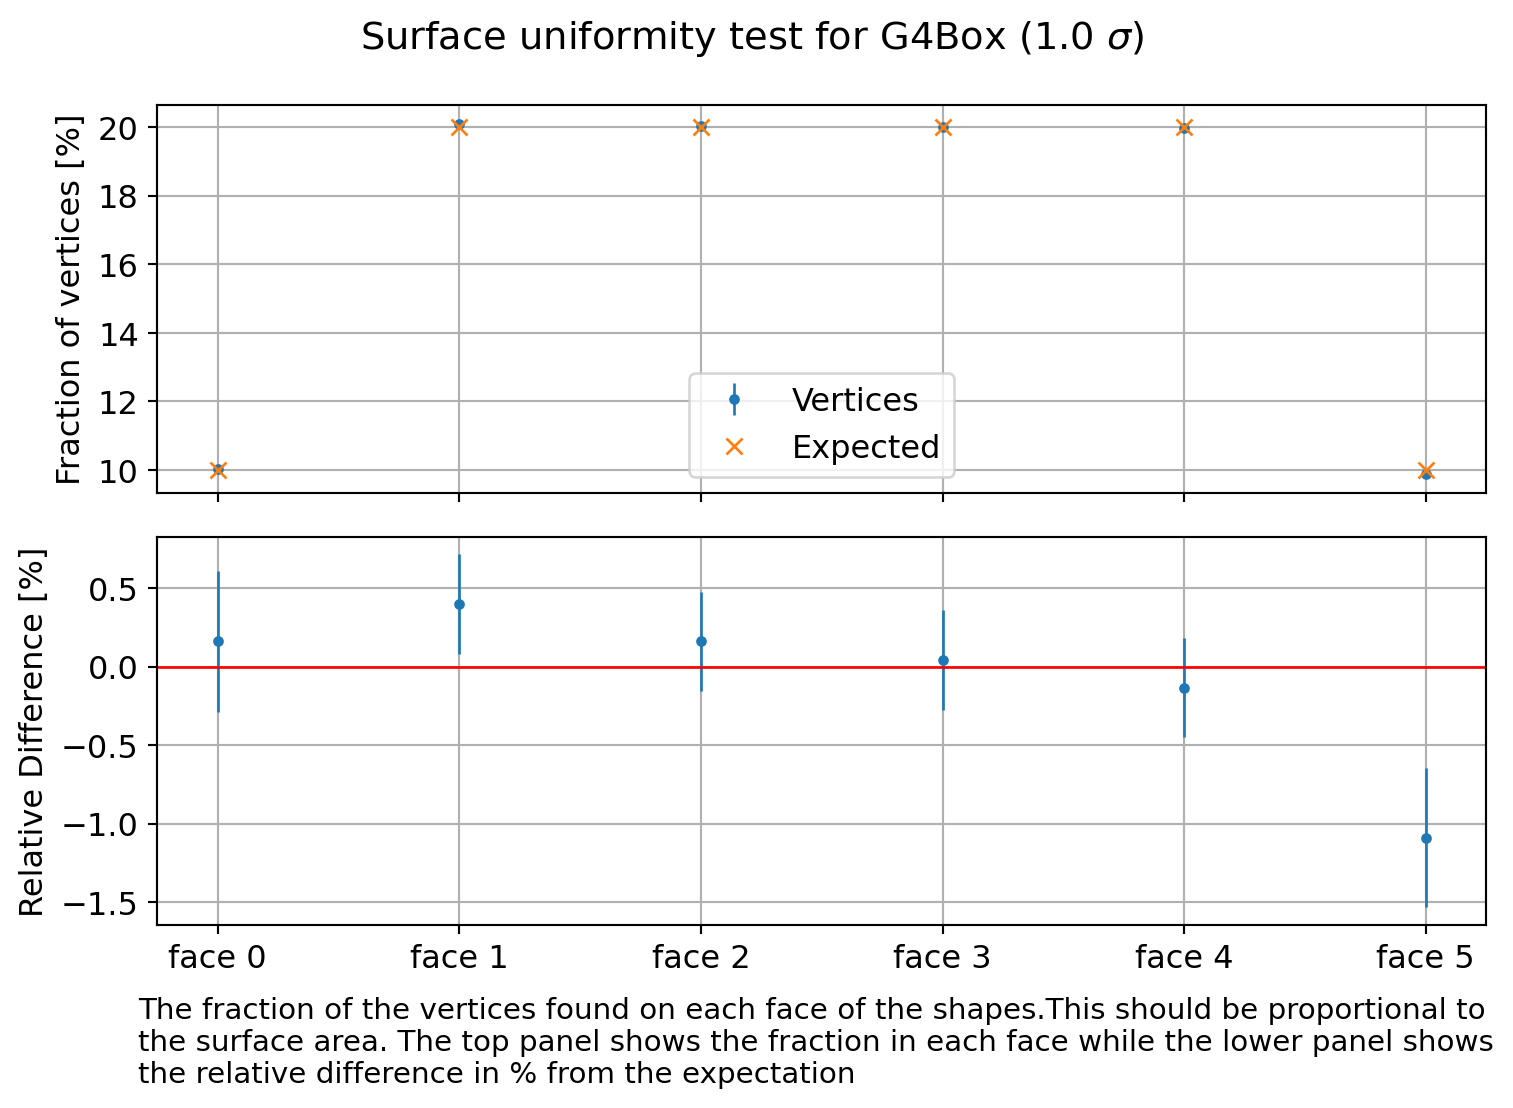 Surface uniformity test for G4Box (1.0 σ)
Fraction of vertices [%]
20
18
16
14
12
10
Vertices
Expected
Relative Difference [%]
0.5
0.0
−0.5
−1.0
−1.5
face 0
face 1
face 2
face 3
face 4
face 5
The fraction of the vertices found on each face of the shapes.This should be proportional to
the surface area. The top panel shows the fraction in each face while the lower panel shows
the relative difference in % from the expectation